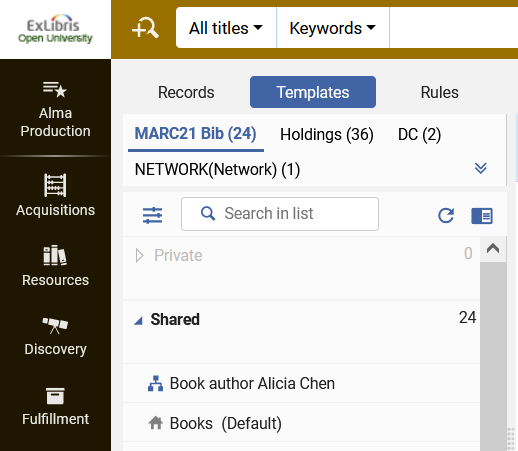 ExLibris
Open University
All titles
Keywords
Alma
Production
Acquisitions
Resources
Discovery
Fulfillment
Records
Templates
Rules
MARC21 Bib (24)
Holdings (36)
DC (2)
NETWORK(Network) (1)
Search in list
Private 0
Shared 24
Book author Alicia Chen
Books (Default)